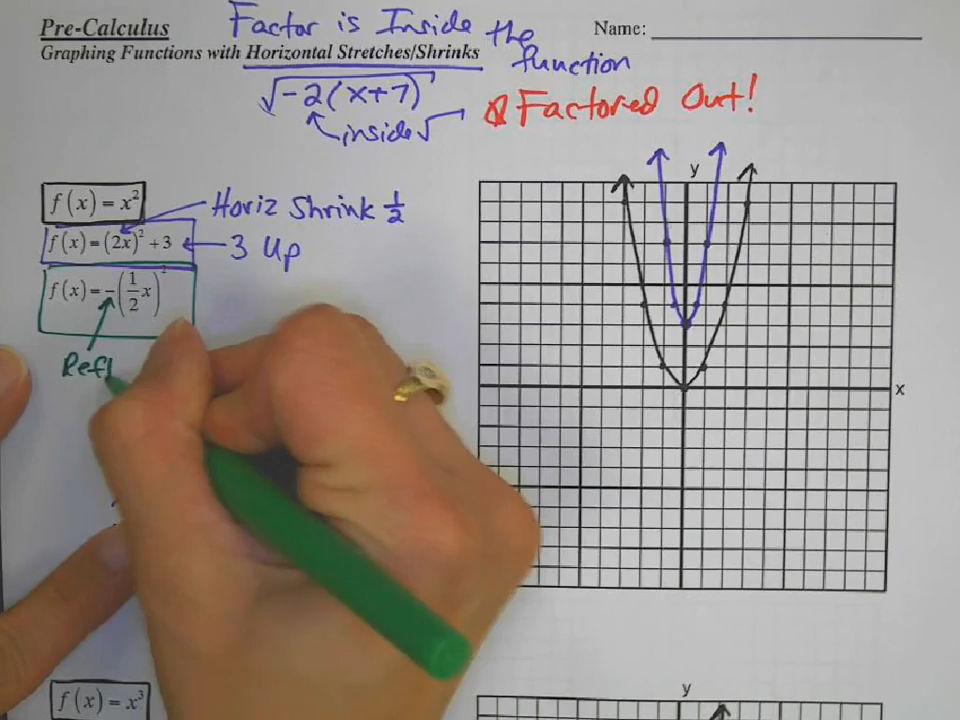 Pre-Calculus
Factor is Inside the function
Name:
Graphing Functions with Horizontal Stretches/Shrinks
√-2(x+7)
inside √
Factored Out!
f(x) = x²
Horiz Shrink 1/2
f(x) = (2x)² + 3
3 Up
f(x) = -(1/2 x)²
Refl
y
x
f(x) = x³
y